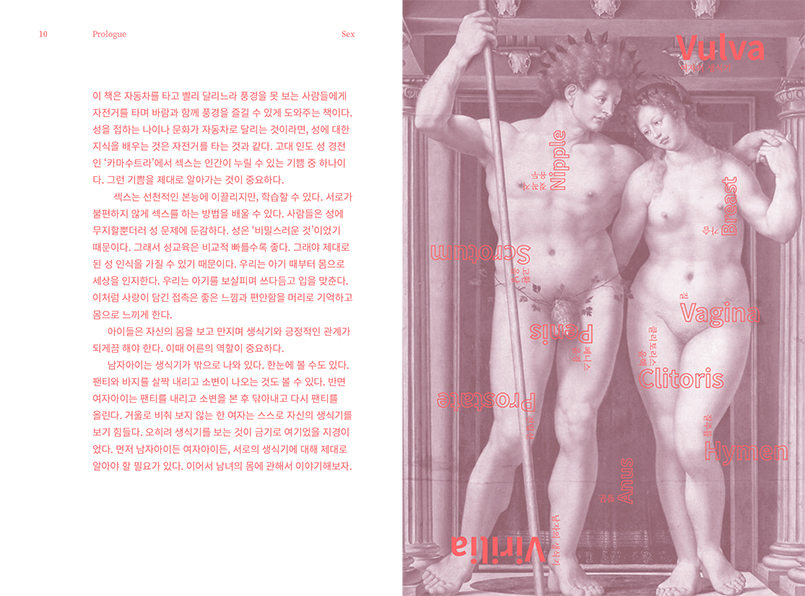 10
Prologue
Sex
이 책은 자동차를 타고 빨리 달리느라 풍경을 못 보는 사람들에게
자전거를 타며 바람과 함께 풍경을 즐길 수 있게 도와주는 책이다.
성을 접하는 나이나 문화가 자동차로 달리는 것이라면, 성에 대한
지식을 배우는 것은 자전거를 타는 것과 같다. 고대 인도 성 경전
인 ‘카마수트라’에서 섹스는 인간이 누릴 수 있는 기쁨 중 하나이
다. 그런 기쁨을 제대로 알아가는 것이 중요하다.
섹스는 선천적인 본능에 이끌리지만, 학습할 수 있다. 서로가
불편하지 않게 섹스를 하는 방법을 배울 수 있다. 사람들은 성에
무지할뿐더러 성 문제에 둔감하다. 성은 ‘비밀스러운 것’이었기
때문이다. 그래서 성교육은 비교적 빠를수록 좋다. 그래야 제대로
된 성 인식을 가질 수 있기 때문이다. 우리는 아기 때부터 몸으로
세상을 인지한다. 우리는 아기를 보살피며 쓰다듬고 입을 맞춘다.
이처럼 사랑이 담긴 접촉은 좋은 느낌과 편안함을 머리로 기억하고
몸으로 느끼게 한다.
아이들은 자신의 몸을 보고 만지며 생식기와 긍정적인 관계가
되게끔 해야 한다. 이때 어른의 역할이 중요하다.
남자아이는 생식기가 밖으로 나와 있다. 한눈에 볼 수도 있다.
팬티와 바지를 살짝 내리고 소변이 나오는 것도 볼 수 있다. 반면
여자아이는 팬티를 내리고 소변을 본 후 닦아내고 다시 팬티를
올린다. 거울로 비춰 보지 않는 한 여자는 스스로 자신의 생식기를
보기 힘들다. 오히려 생식기를 보는 것이 금기로 여기었을 지경이
었다. 먼저 남자아이든 여자아이든, 서로의 생식기에 대해 제대로
알아야 할 필요가 있다. 이어서 남녀의 몸에 관해서 이야기해보자.
Vulva
Nipple
Breast
가슴
Scrotum
고환
음낭
Vagina
질
Penis
페니스
음경
Clitoris
클리토리스
음핵
Prostate
Hymen
질주름
Anus
Virilia
남자의 생식기